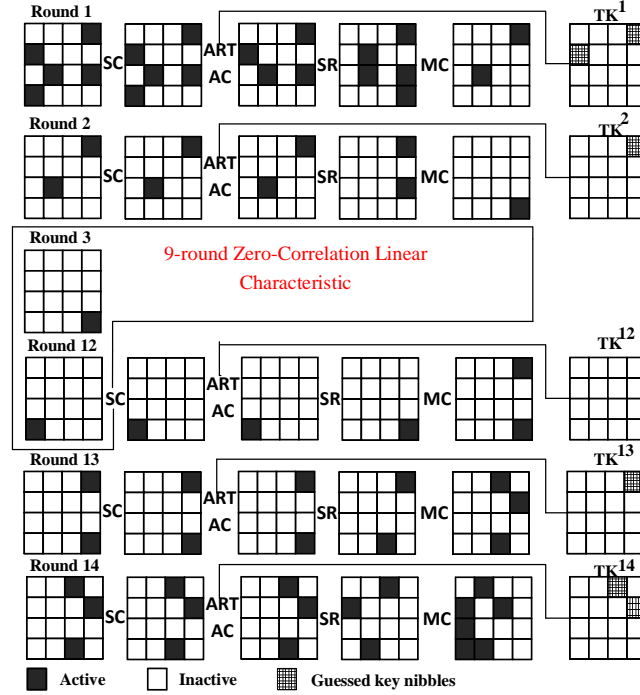 Round 1
TK1
SC
ART
AC
SR
MC
Round 2
TK2
SC
ART
AC
SR
MC
Round 3
9-round Zero-Correlation Linear
Characteristic
Round 12
TK12
SC
ART
AC
SR
MC
Round 13
TK13
SC
ART
AC
SR
MC
Round 14
TK14
SC
ART
AC
SR
MC
Active
Inactive
Guessed key nibbles